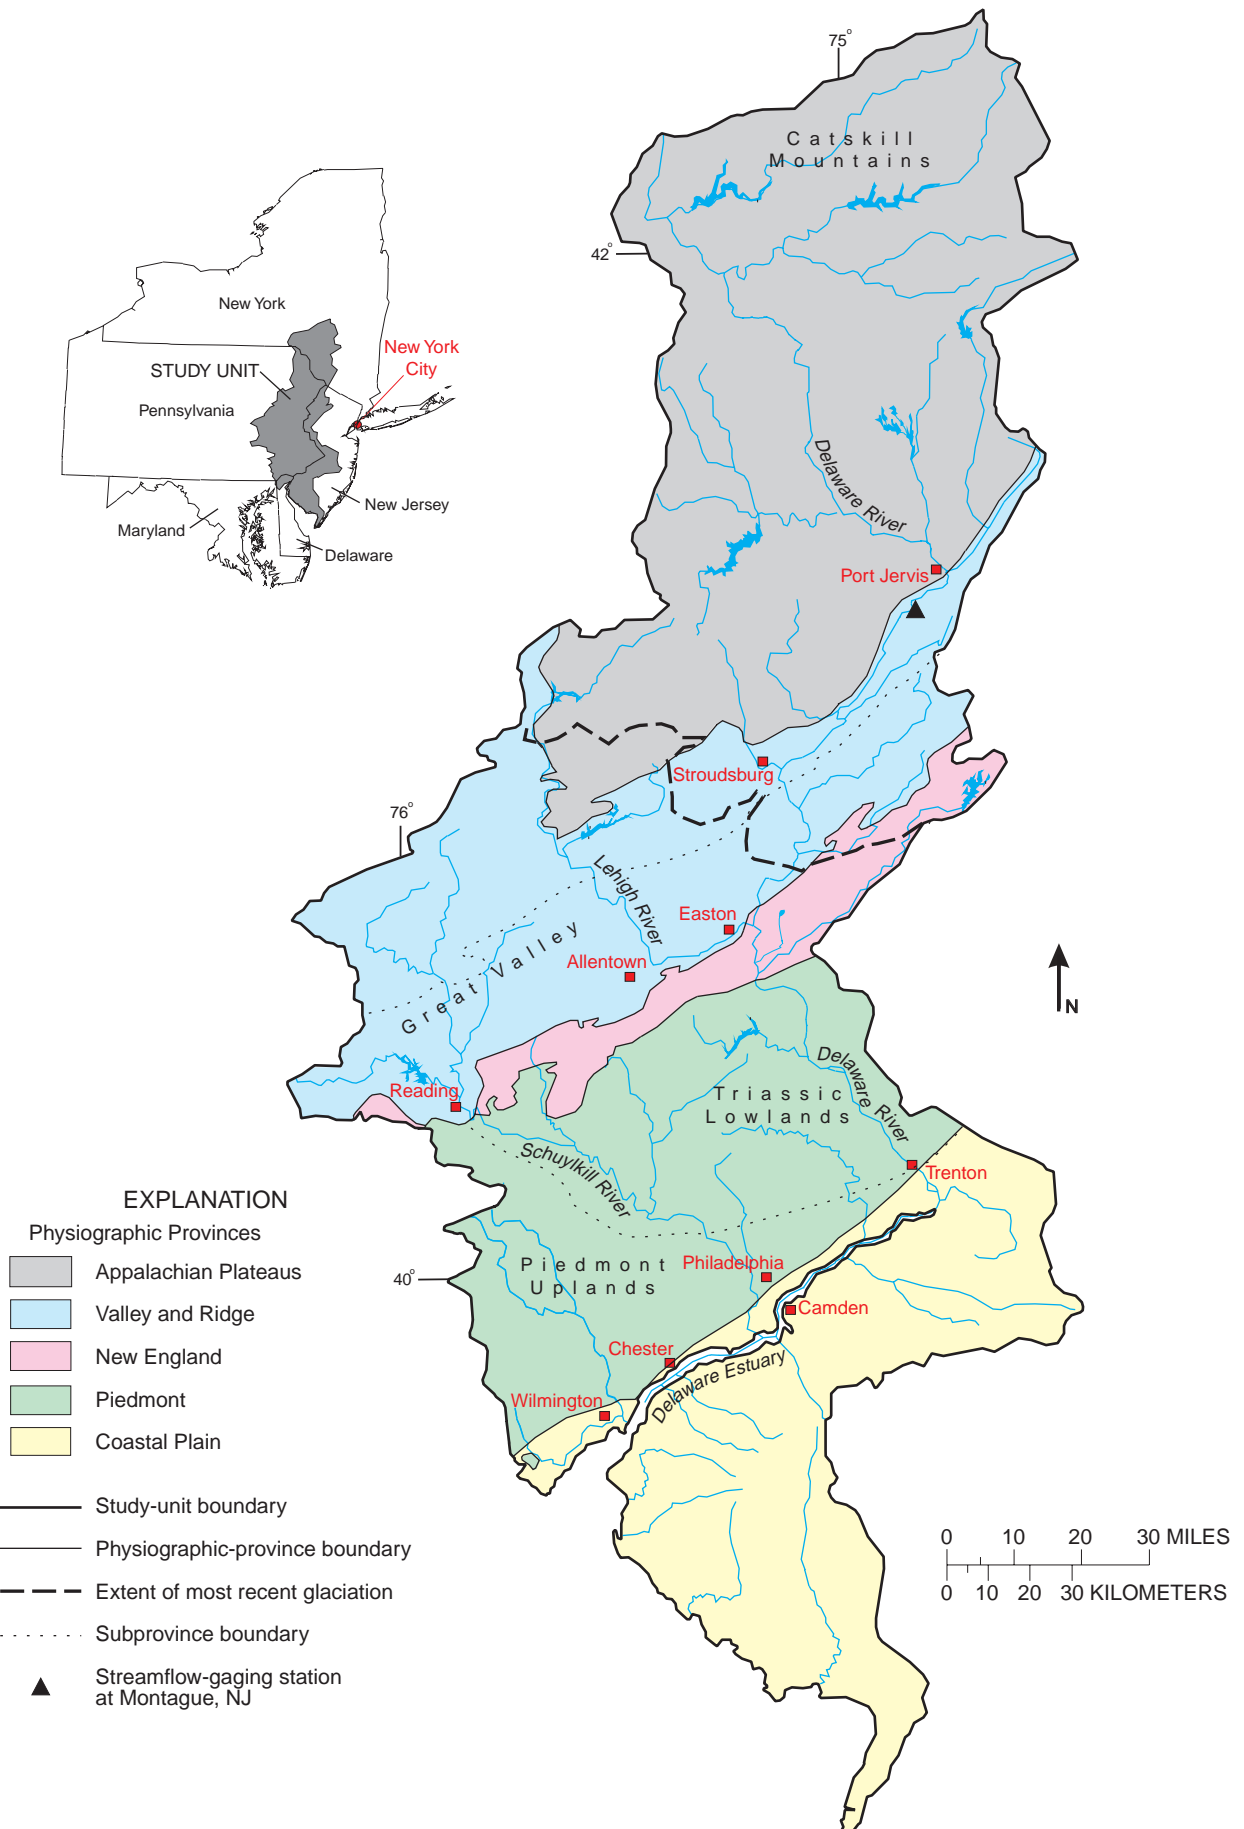 75°
Catskill
Mountains
42°
New York
New York
City
STUDY UNIT
Pennsylvania
New Jersey
Maryland
Delaware
Delaware River
Port Jervis
Stroudsburg
76°
Lehigh River
Easton
Great Valley
Allentown
N
Delaware River
Reading
Triassic
Lowlands
Schuylkill River
Trenton
Piedmont
Uplands
Philadelphia
40°
Camden
Chester
Delaware Estuary
Wilmington
EXPLANATION
Physiographic Provinces
Appalachian Plateaus
Valley and Ridge
New England
Piedmont
Coastal Plain
Study-unit boundary
Physiographic-province boundary
Extent of most recent glaciation
Subprovince boundary
Streamflow-gaging station
at Montague, NJ
0 10 20 30 MILES
0 10 20 30 KILOMETERS